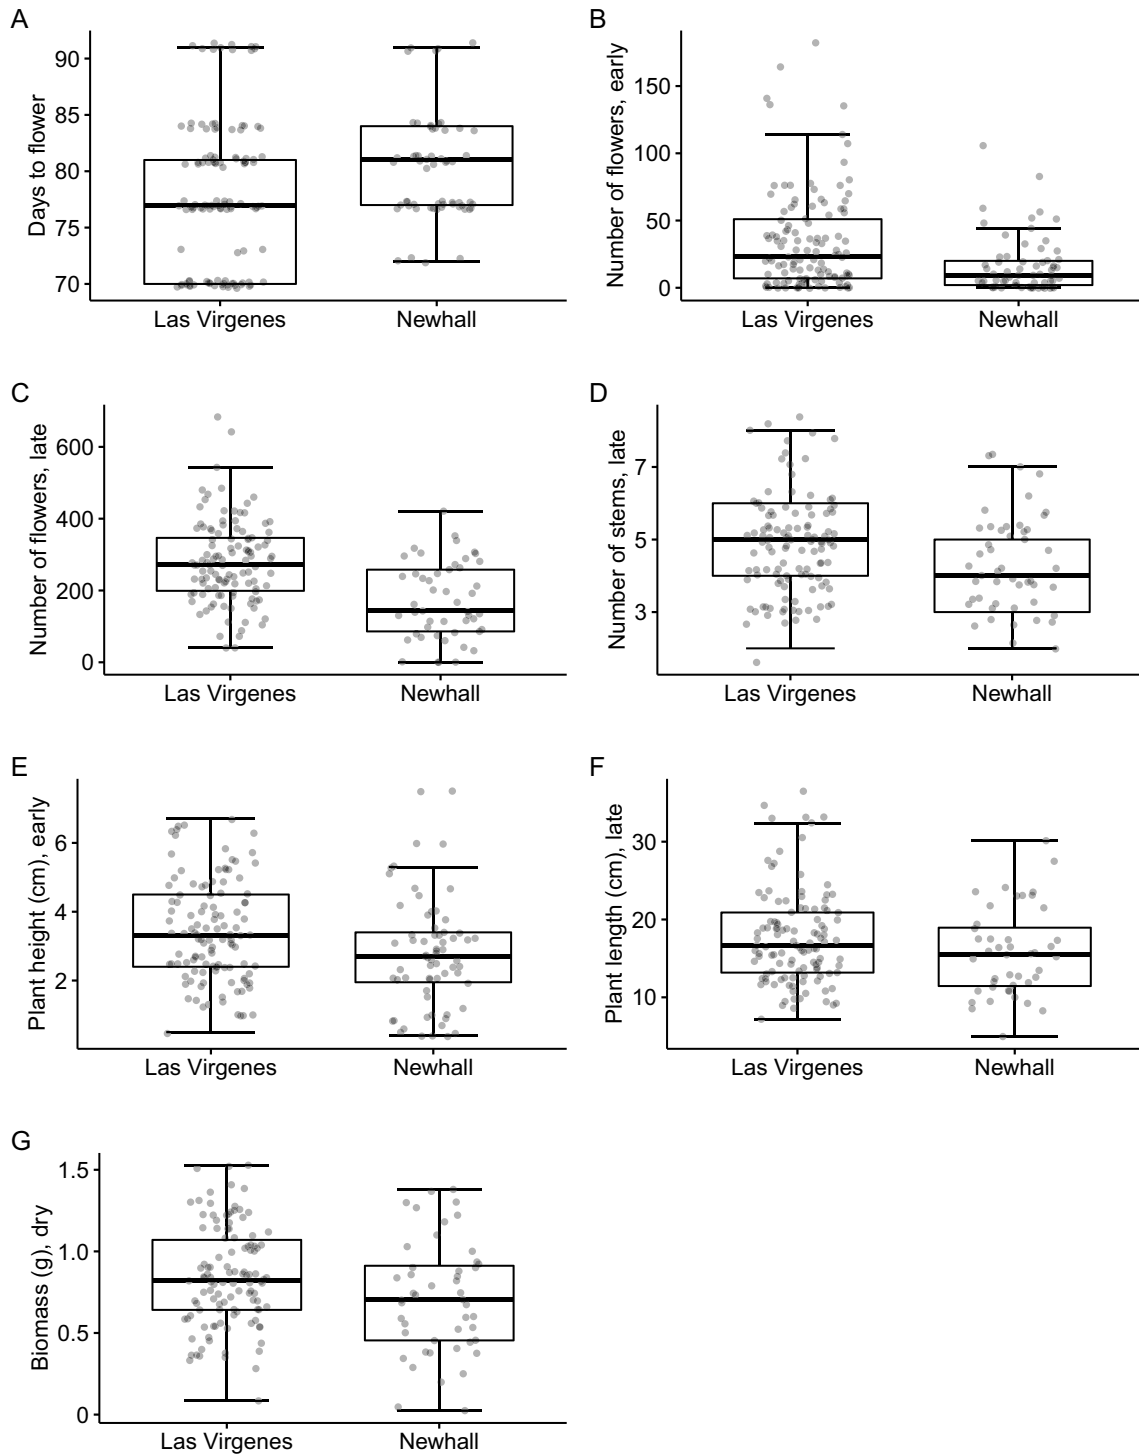 A
Days to flower
90
85
80
75
70
Las Virgenes
Newhall
B
Number of flowers, early
150
100
50
0
Las Virgenes
Newhall
C
Number of flowers, late
600
400
200
0
Las Virgenes
Newhall
D
Number of stems, late
7
5
3
Las Virgenes
Newhall
E
Plant height (cm), early
6
4
2
Las Virgenes
Newhall
F
Plant length (cm), late
30
20
10
Las Virgenes
Newhall
G
Biomass (g), dry
1.5
1.0
0.5
0
Las Virgenes
Newhall